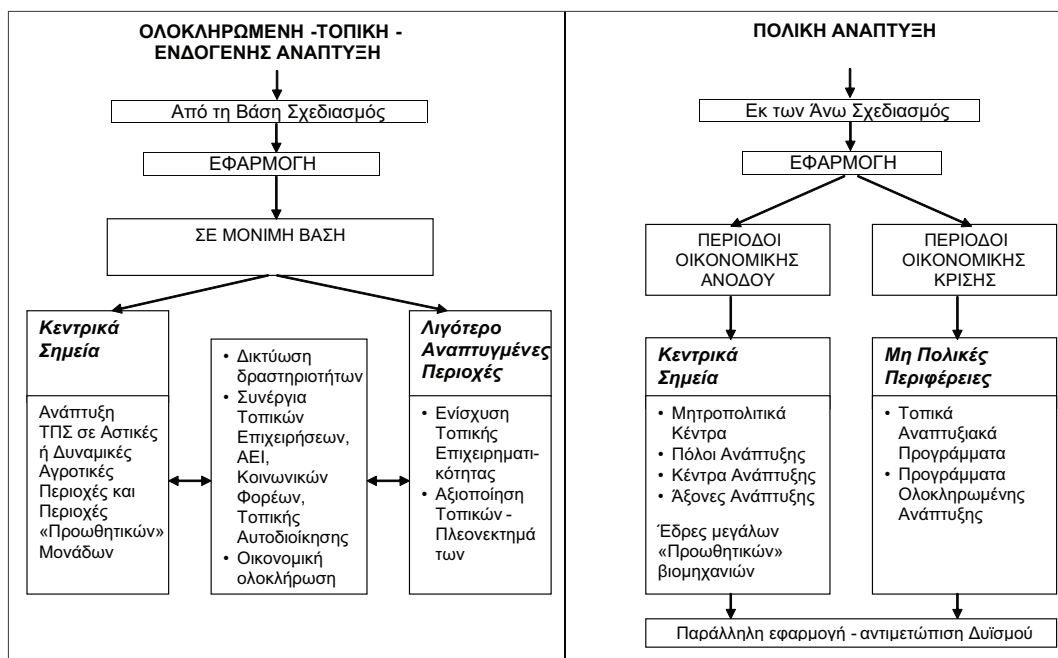 ΟΛΟΚΛΗΡΩΜΕΝΗ -ΤΟΠΙΚΗ -
ΕΝΔΟΓΕΝΗΣ ΑΝΑΠΤΥΞΗ
Από τη Βάση Σχεδιασμός
ΕΦΑΡΜΟΓΗ
ΣΕ ΜΟΝΙΜΗ ΒΑΣΗ
Κεντρικά
Σημεία
Ανάπτυξη
ΤΠΣ σε Αστικές
ή Δυναμικές
Αγροτικές
Περιοχές και
Περιοχές
«Προωθητικών»
Μονάδων
• Δικτύωση
δραστηριοτήτων
• Συνέργια
Τοπικών
Επιχειρήσεων,
ΑΕΙ,
Κοινωνικών
Φορέων,
Τοπικής
Αυτοδιοίκησης
• Οικονομική
ολοκλήρωση
Λιγότερο
Αναπτυγμένες
Περιοχές
• Ενίσχυση
Τοπικής
Επιχειρηματι-
κότητας
• Αξιοποίηση
Τοπικών -
Πλεονεκτημά
των
ΠΟΛΙΚΗ ΑΝΑΠΤΥΞΗ
Εκ των Άνω Σχεδιασμός
ΕΦΑΡΜΟΓΗ
ΠΕΡΙΟΔΟΙ
ΟΙΚΟΝΟΜΙΚΗΣ
ΑΝΟΔΟΥ
Κεντρικά
Σημεία
• Μητροπολιτικά
Κέντρα
• Πόλοι Ανάπτυξης
• Κέντρα Ανάπτυξης
• Άξονες Ανάπτυξης
Έδρες μεγάλων
«Προωθητικών»
βιομηχανιών
ΠΕΡΙΟΔΟΙ
ΟΙΚΟΝΟΜΙΚΗΣ
ΚΡΙΣΗΣ
Μη Πολικές
Περιφέρειες
• Τοπικά
Αναπτυξιακά
Προγράμματα
• Προγράμματα
Ολοκληρωμένης
Ανάπτυξης
Παράλληλη εφαρμογή - αντιμετώπιση Δυϊσμού